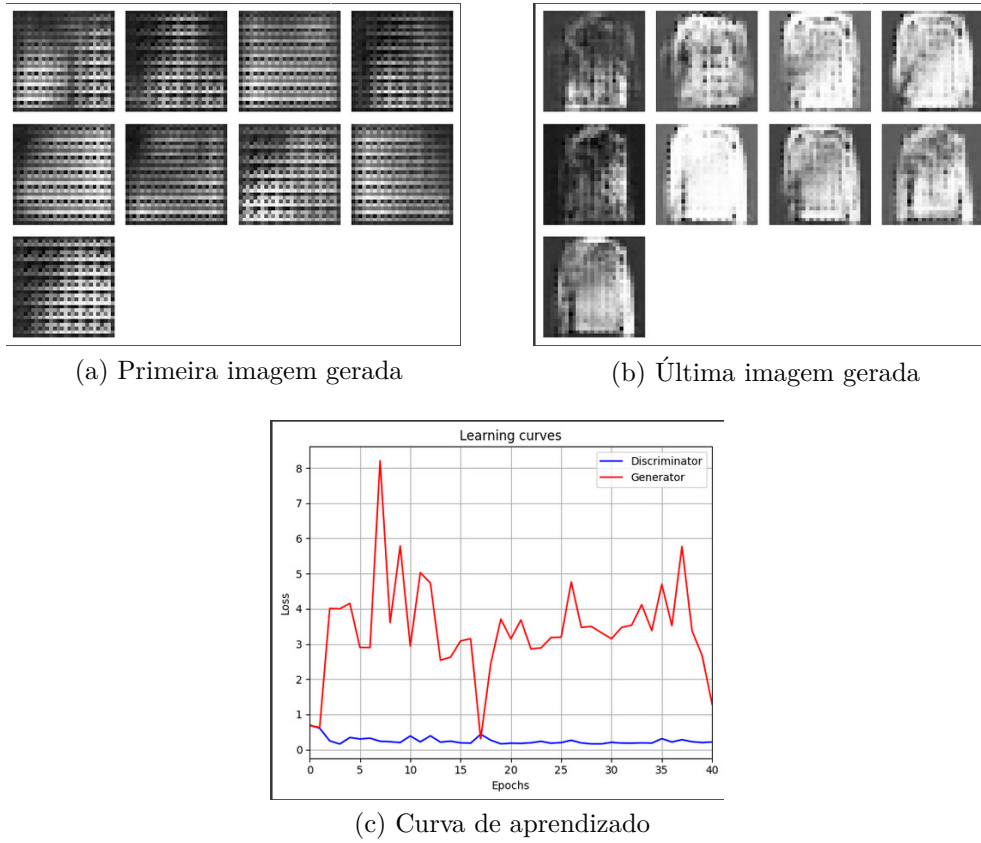 (a) Primeira imagem gerada
(b) Última imagem gerada
Learning curves
Discriminator
Generator
8
7
6
5
4
3
2
1
0
Loss
0 5 10 15 20 25 30 35 40
Epochs
(c) Curva de aprendizado